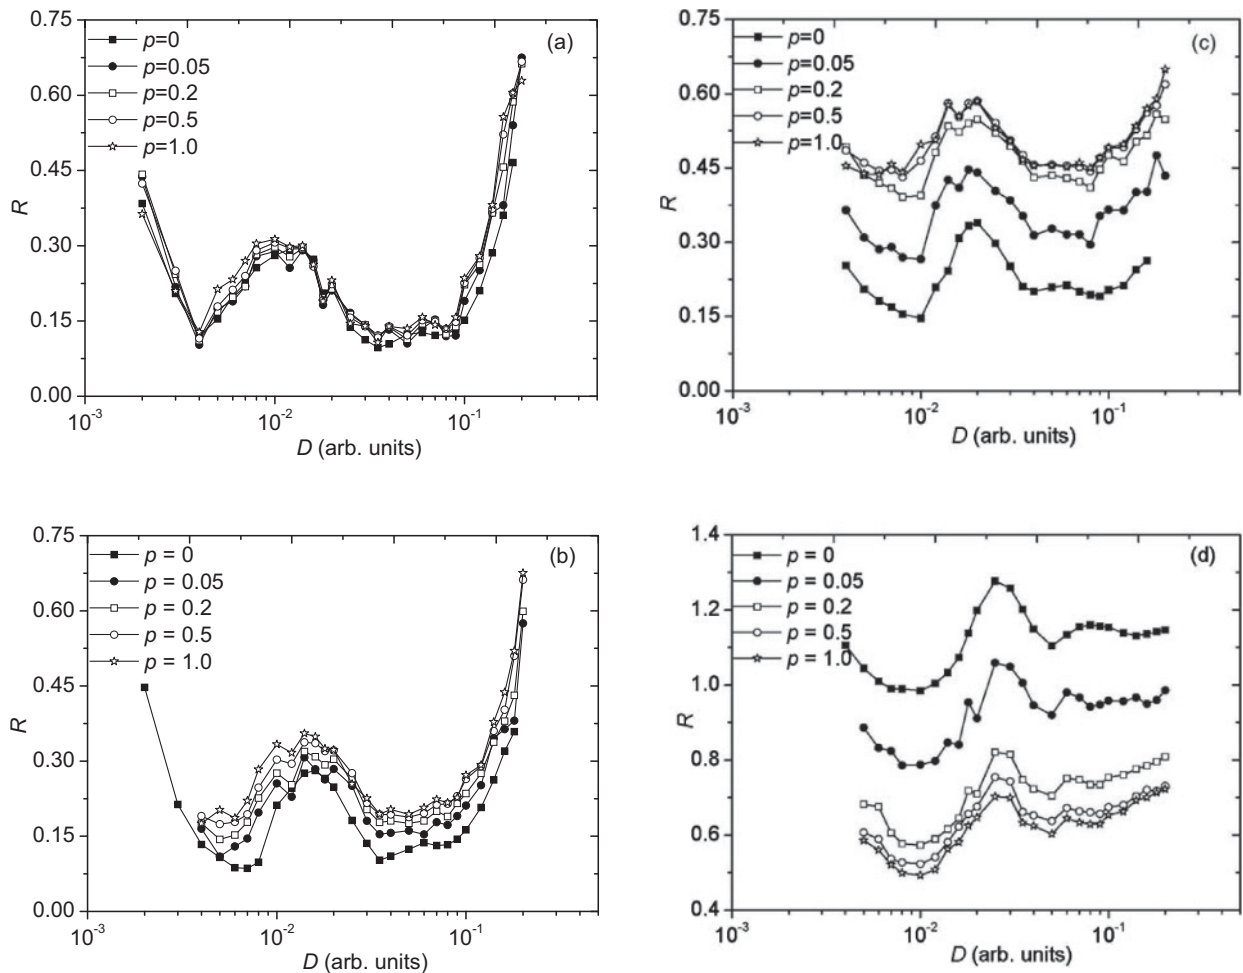 0.75
0.60
0.45
0.30
0.15
0.00
R
p=0
p=0.05
p=0.2
p=0.5
p=1.0
(a)
10⁻³
10⁻²
10⁻¹
D (arb. units)
0.75
0.60
0.45
0.30
0.15
0.00
R
p=0
p=0.05
p=0.2
p=0.5
p=1.0
(c)
10⁻³
10⁻²
10⁻¹
D (arb. units)
0.75
0.60
0.45
0.30
0.15
0.00
R
p = 0
p = 0.05
p = 0.2
p = 0.5
p = 1.0
(b)
10⁻³
10⁻²
10⁻¹
D (arb. units)
1.4
1.2
1.0
0.8
0.6
0.4
R
p = 0
p = 0.05
p = 0.2
p = 0.5
p = 1.0
(d)
10⁻³
10⁻²
10⁻¹
D (arb. units)